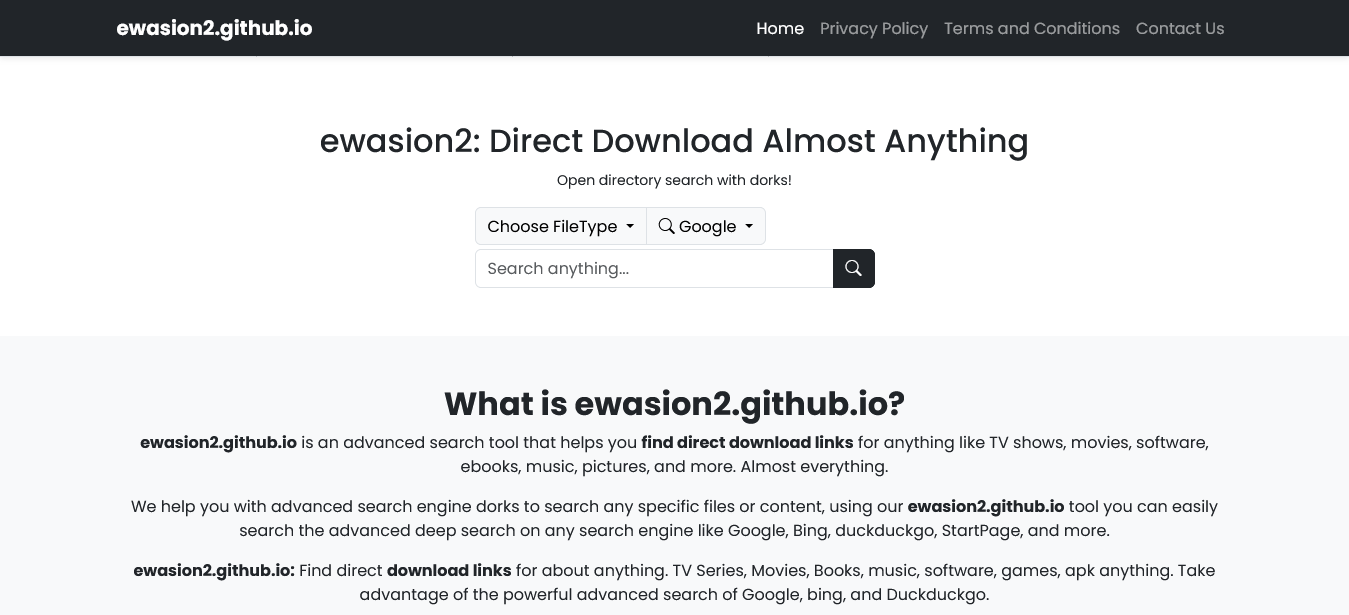 ewasion2.github.io
Home Privacy Policy Terms and Conditions Contact Us
ewasion2: Direct Download Almost Anything
Open directory search with dorks!
Choose FileType Google
Search anything...
What is ewasion2.github.io?
ewasion2.github.io is an advanced search tool that helps you find direct download links for anything like TV shows, movies, software,
ebooks, music, pictures, and more. Almost everything.
We help you with advanced search engine dorks to search any specific files or content, using our ewasion2.github.io tool you can easily
search the advanced deep search on any search engine like Google, Bing, duckduckgo, StartPage, and more.
ewasion2.github.io: Find direct download links for about anything. TV Series, Movies, Books, music, software, games, apk anything. Take
advantage of the powerful advanced search of Google, bing, and Duckduckgo.